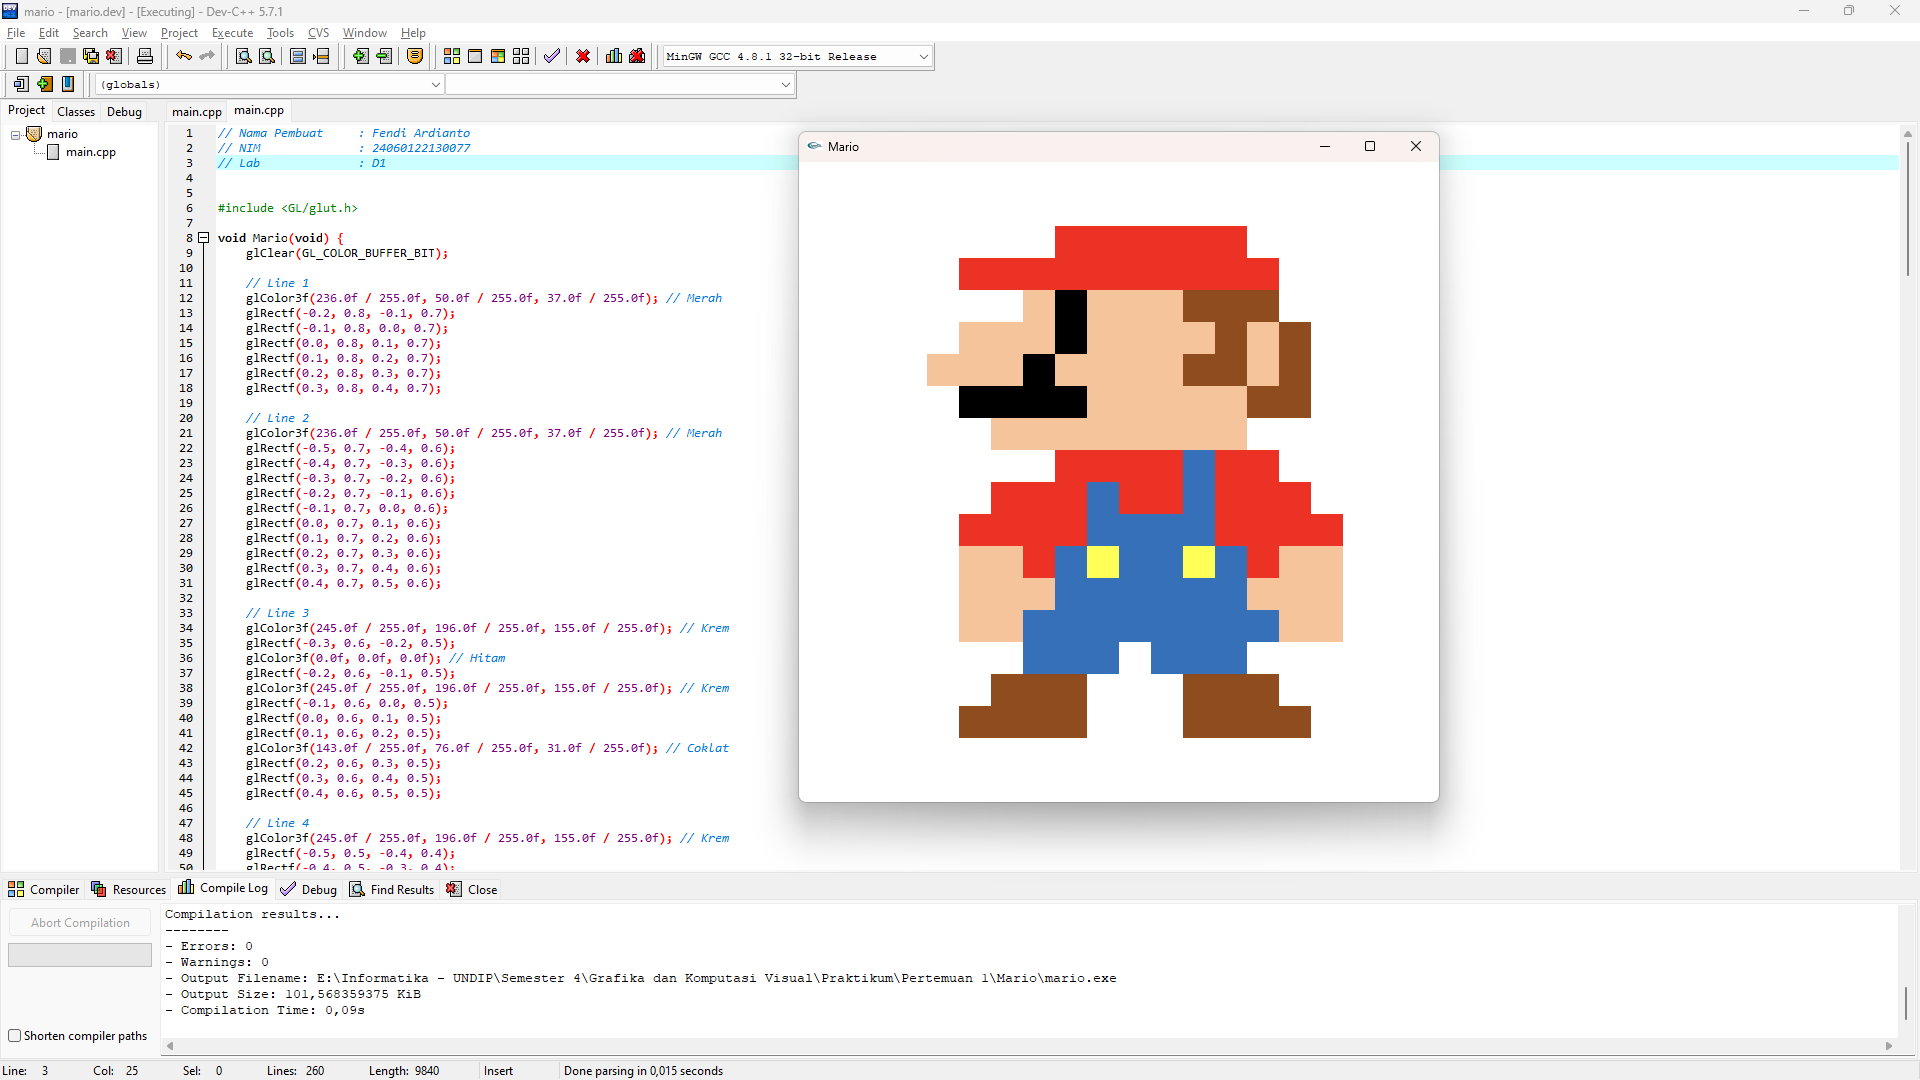 mario - [mario.dev] - [Executing] - Dev-C++ 5.7.1
File Edit Search View Project Execute Tools CVS Window Help
MinGW GCC 4.8.1 32-bit Release
(globals)
Project Classes Debug
main.cpp main.cpp
mario
main.cpp
1 // Nama Pembuat : Fendi Ardianto
2 // NIM : 24060122130077
3 // Lab : D1
4
5
6 #include <GL/glut.h>
7
8 void Mario(void) {
9 glClear(GL_COLOR_BUFFER_BIT);
10
11 // Line 1
12 glColor3f(236.0f / 255.0f, 50.0f / 255.0f, 37.0f / 255.0f); // Merah
13 glRectf(-0.2, 0.8, -0.1, 0.7);
14 glRectf(-0.1, 0.8, 0.0, 0.7);
15 glRectf(0.0, 0.8, 0.1, 0.7);
16 glRectf(0.1, 0.8, 0.2, 0.7);
17 glRectf(0.2, 0.8, 0.3, 0.7);
18 glRectf(0.3, 0.8, 0.4, 0.7);
19
20 // Line 2
21 glColor3f(236.0f / 255.0f, 50.0f / 255.0f, 37.0f / 255.0f); // Merah
22 glRectf(-0.5, 0.7, -0.4, 0.6);
23 glRectf(-0.4, 0.7, -0.3, 0.6);
24 glRectf(-0.3, 0.7, -0.2, 0.6);
25 glRectf(-0.2, 0.7, -0.1, 0.6);
26 glRectf(-0.1, 0.7, 0.0, 0.6);
27 glRectf(0.0, 0.7, 0.1, 0.6);
28 glRectf(0.1, 0.7, 0.2, 0.6);
29 glRectf(0.2, 0.7, 0.3, 0.6);
30 glRectf(0.3, 0.7, 0.4, 0.6);
31 glRectf(0.4, 0.7, 0.5, 0.6);
32
33 // Line 3
34 glColor3f(245.0f / 255.0f, 196.0f / 255.0f, 155.0f / 255.0f); // Krem
35 glRectf(-0.3, 0.6, -0.2, 0.5);
36 glColor3f(0.0f, 0.0f, 0.0f); // Hitam
37 glRectf(-0.2, 0.6, -0.1, 0.5);
38 glColor3f(245.0f / 255.0f, 196.0f / 255.0f, 155.0f / 255.0f); // Krem
39 glRectf(-0.1, 0.6, 0.0, 0.5);
40 glRectf(0.0, 0.6, 0.1, 0.5);
41 glRectf(0.1, 0.6, 0.2, 0.5);
42 glColor3f(143.0f / 255.0f, 76.0f / 255.0f, 31.0f / 255.0f); // Coklat
43 glRectf(0.2, 0.6, 0.3, 0.5);
44 glRectf(0.3, 0.6, 0.4, 0.5);
45 glRectf(0.4, 0.6, 0.5, 0.5);
46
47 // Line 4
48 glColor3f(245.0f / 255.0f, 196.0f / 255.0f, 155.0f / 255.0f); // Krem
49 glRectf(-0.5, 0.5, -0.4, 0.4);
50 glRectf(-0.4, 0.5, -0.3, 0.4);
Mario
Compiler Resources Compile Log Debug Find Results Close
Abort Compilation
Shorten compiler paths
Compilation results...
--------
- Errors: 0
- Warnings: 0
- Output Filename: E:\Informatika - UNDIP\Semester 4\Grafika dan Komputasi Visual\Praktikum\Pertemuan 1\Mario\mario.exe
- Output Size: 101,568359375 KiB
- Compilation Time: 0,09s
Line: 3 Col: 25 Sel: 0 Lines: 260 Length: 9840 Insert Done parsing in 0,015 seconds